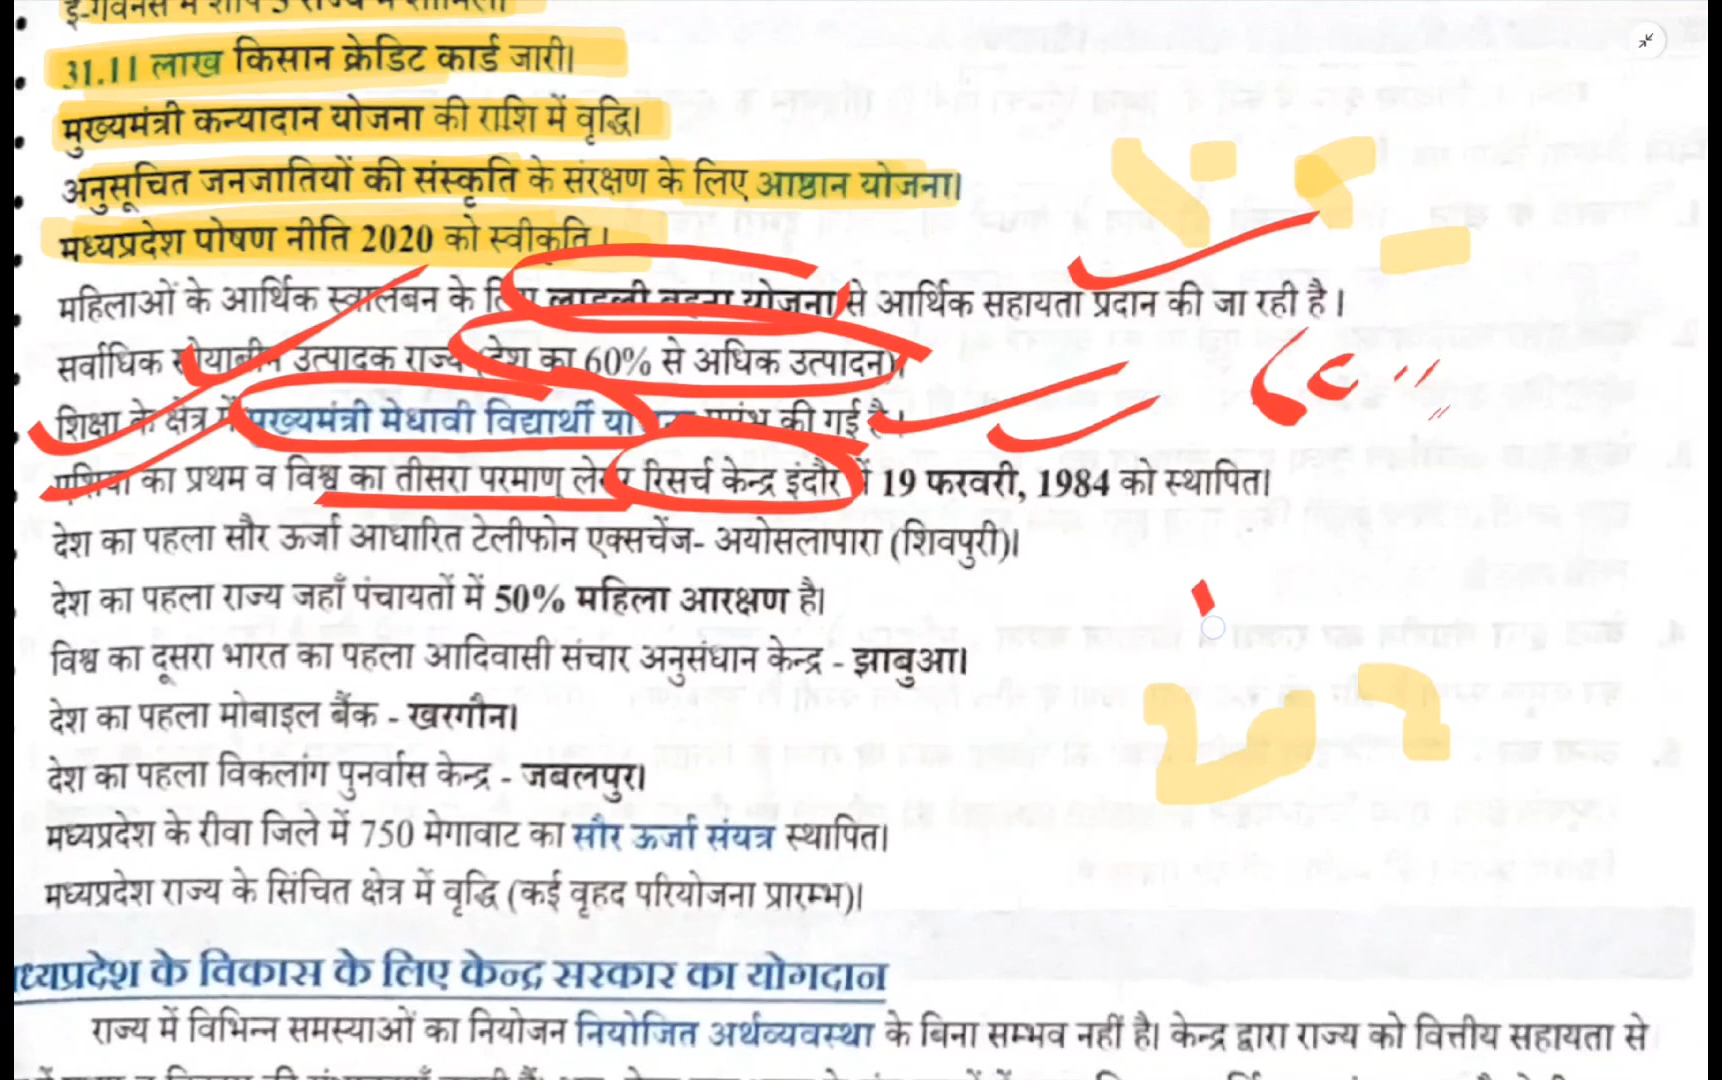 ई-गवर्नेंस में शीर्ष 3 राज्य में शामिल।
31.11 लाख किसान क्रेडिट कार्ड जारी।
मुख्यमंत्री कन्यादान योजना की राशि में वृद्धि।
अनुसूचित जनजातियों की संस्कृति के संरक्षण के लिए आष्ठान योजना।
मध्यप्रदेश पोषण नीति 2020 को स्वीकृति।
महिलाओं के आर्थिक स्वालंबन के लिए लाडली बहना योजना से आर्थिक सहायता प्रदान की जा रही है।
सर्वाधिक सोयाबीन उत्पादक राज्य (देश का 60% से अधिक उत्पादन)।
शिक्षा के क्षेत्र में मुख्यमंत्री मेधावी विद्यार्थी योजना प्रारंभ की गई है।
एशिया का प्रथम व विश्व का तीसरा परमाणु लेसर रिसर्च केन्द्र इंदौर में 19 फरवरी, 1984 को स्थापित।
देश का पहला सौर ऊर्जा आधारित टेलीफोन एक्सचेंज- अयोसलापारा (शिवपुरी)।
देश का पहला राज्य जहाँ पंचायतों में 50% महिला आरक्षण है।
विश्व का दूसरा भारत का पहला आदिवासी संचार अनुसंधान केन्द्र - झाबुआ।
देश का पहला मोबाइल बैंक - खरगौन।
देश का पहला विकलांग पुनर्वास केन्द्र - जबलपुर।
मध्यप्रदेश के रीवा जिले में 750 मेगावाट का सौर ऊर्जा संयत्र स्थापित।
मध्यप्रदेश राज्य के सिंचित क्षेत्र में वृद्धि (कई वृहद परियोजना प्रारम्भ)।
मध्यप्रदेश के विकास के लिए केन्द्र सरकार का योगदान
राज्य में विभिन्न समस्याओं का नियोजन नियोजित अर्थव्यवस्था के बिना सम्भव नहीं है। केन्द्र द्वारा राज्य को वित्तीय सहायता से